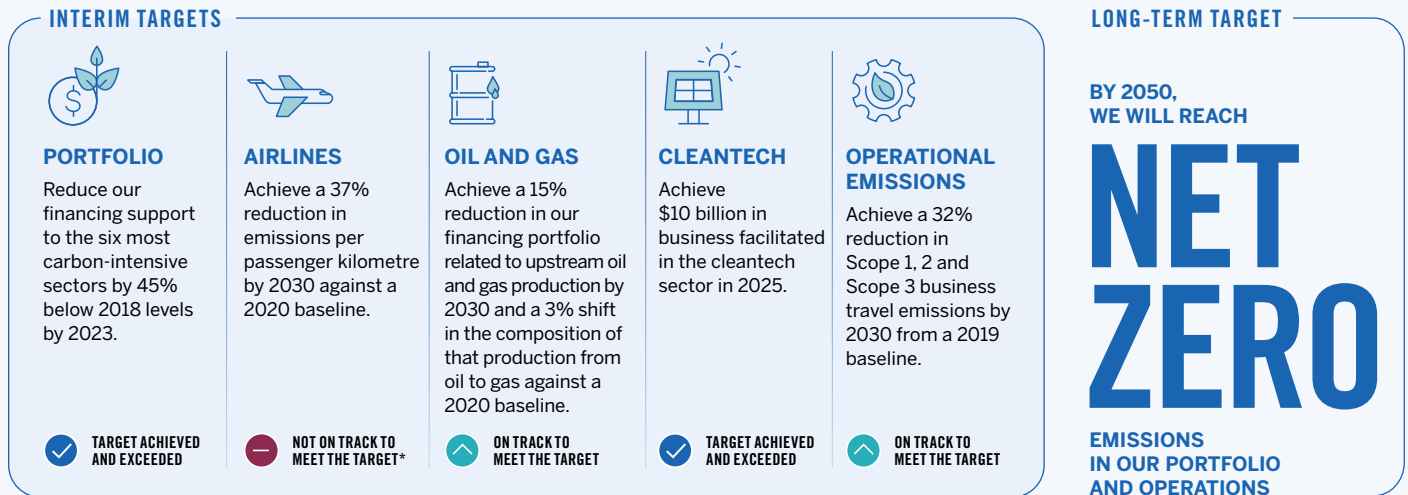 INTERIM TARGETS
$
PORTFOLIO
Reduce our
financing support
to the six most
carbon-intensive
sectors by 45%
below 2018 levels
by 2023.
TARGET ACHIEVED
AND EXCEEDED
AIRLINES
Achieve a 37%
reduction in
emissions per
passenger kilometre
by 2030 against a
2020 baseline.
NOT ON TRACK TO
MEET THE TARGET*
OIL AND GAS
Achieve a 15%
reduction in our
financing portfolio
related to upstream oil
and gas production by
2030 and a 3% shift
in the composition of
that production from
oil to gas against a
2020 baseline.
ON TRACK TO
MEET THE TARGET
CLEANTECH
Achieve
$10 billion in
business facilitated
in the cleantech
sector in 2025.
TARGET ACHIEVED
AND EXCEEDED
OPERATIONAL
EMISSIONS
Achieve a 32%
reduction in
Scope 1, 2 and
Scope 3 business
travel emissions by
2030 from a 2019
baseline.
ON TRACK TO
MEET THE TARGET
LONG-TERM TARGET
BY 2050,
WE WILL REACH
NET
ZERO
EMISSIONS
IN OUR PORTFOLIO
AND OPERATIONS